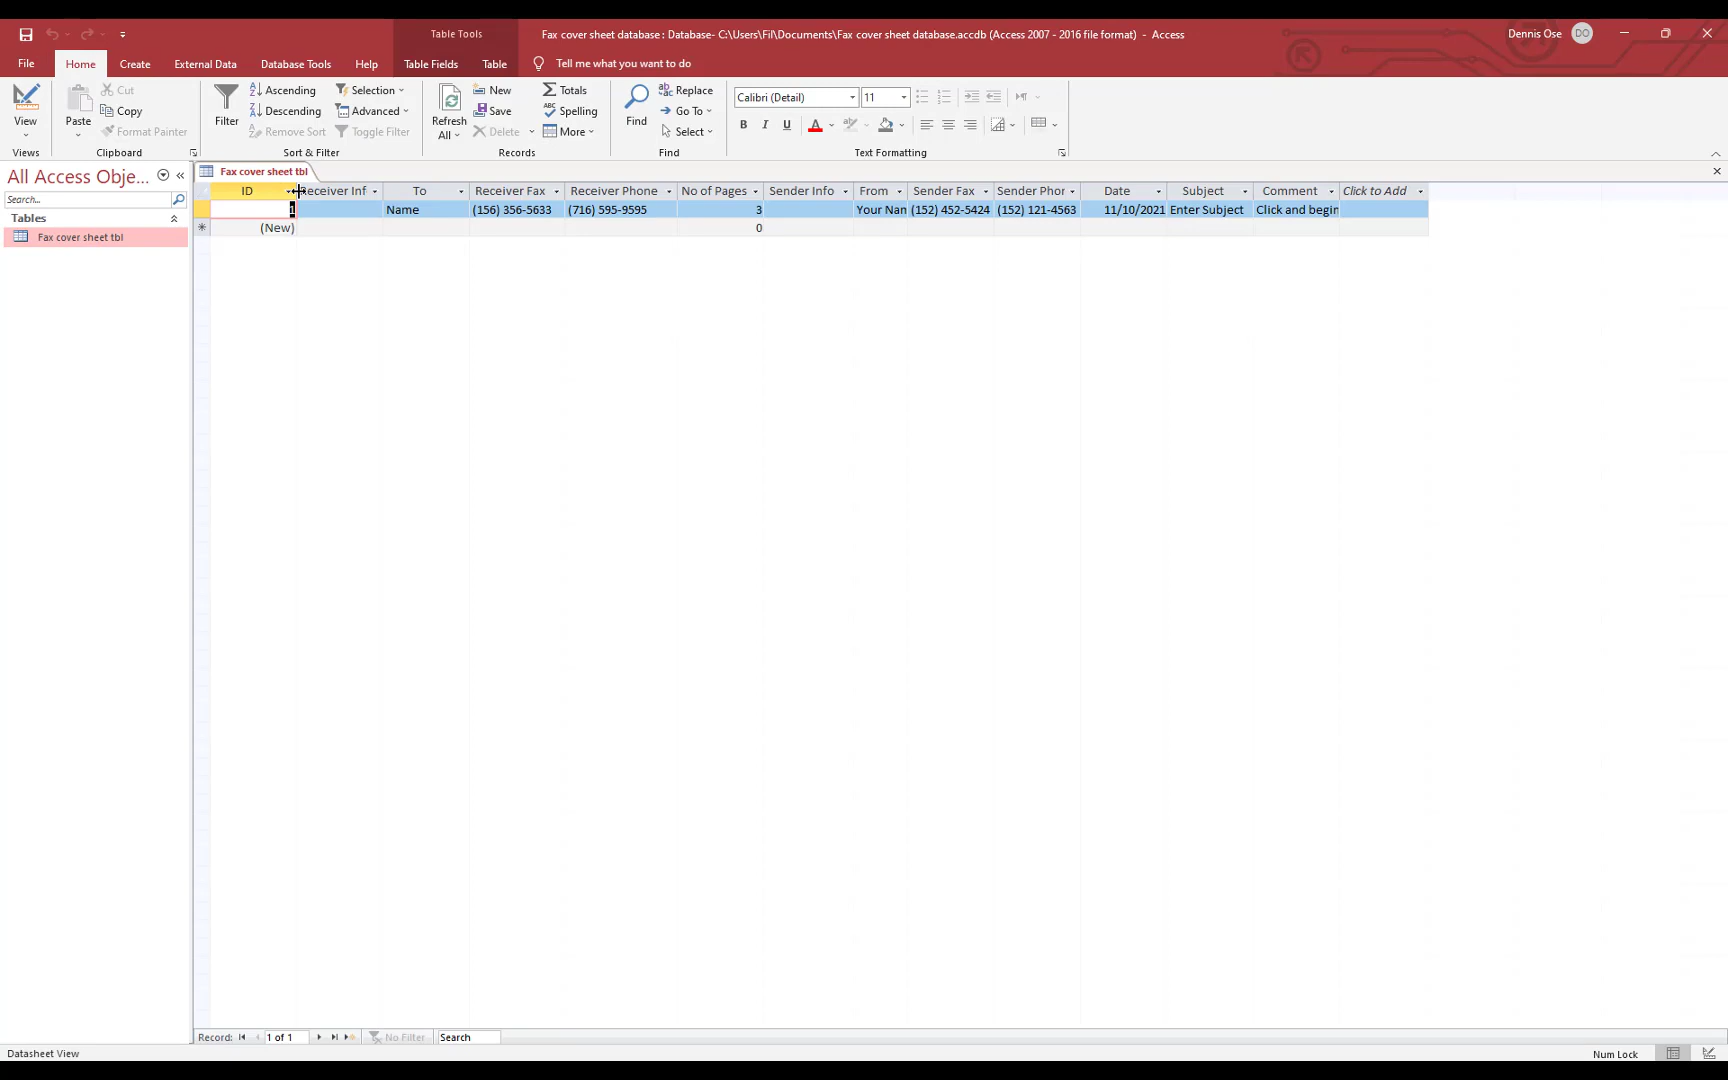 Table Tools
Fax cover sheet database : Database- C:\Users\Fil\Documents\Fax cover sheet database.accdb (Access 2007 - 2016 file format) - Access
Dennis Ose DO
File Home Create External Data Database Tools Help Table Fields Table Tell me what you want to do
View
Views
Paste
Cut
Copy
Format Painter
Clipboard
Filter
Ascending
Descending
Remove Sort
Selection
Advanced
Toggle Filter
Sort & Filter
Refresh
All
New
Save
Delete
Totals
Spelling
More
Records
Find
Replace
Go To
Select
Find
Calibri (Detail) 11
B I U A
Text Formatting
All Access Obje...
Search...
Tables
Fax cover sheet tbl
Fax cover sheet tbl
ID Receiver Inf To Receiver Fax Receiver Phone No of Pages Sender Info From Sender Fax Sender Phor Date Subject Comment Click to Add
1 Name (156) 356-5633 (716) 595-9595 3 Your Nan (152) 452-5424 (152) 121-4563 11/10/2021 Enter Subject Click and begin
(New) 0
Record: 1 of 1 No Filter Search
Datasheet View
Num Lock